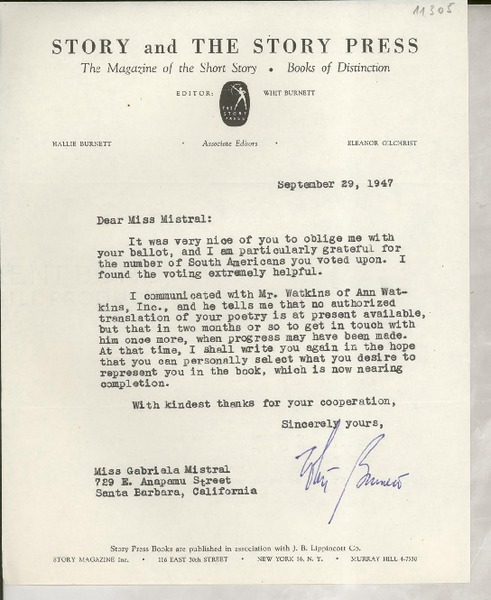 11305
STORY and THE STORY PRESS
The Magazine of the Short Story • Books of Distinction
EDITOR: WHIT BURNETT
THE STORY PRESS
HALLIE BURNETT • Associate Editors • ELEANOR GILCHRIST
September 29, 1947
Dear Miss Mistral:
It was very nice of you to oblige me with
your ballot, and I am particularly grateful for
the number of South Americans you voted upon. I
found the voting extremely helpful.
I communicated with Mr. Watkins of Ann Wat-
kins, Inc., and he tells me that no authorized
translation of your poetry is at present available,
but that in two months or so to get in touch with
him once more, when progress may have been made.
At that time, I shall write you again in the hope
that you can personally select what you desire to
represent you in the book, which is now nearing
completion.
With kindest thanks for your cooperation,
Sincerely yours,
Whit Burnett
Miss Gabriela Mistral
729 E. Anapamu Street
Santa Barbara, California
Story Press Books are published in association with J. B. Lippincott Co.
STORY MAGAZINE Inc. • 116 EAST 30th STREET • NEW YORK 16, N. Y. • MURRAY HILL 4-7530